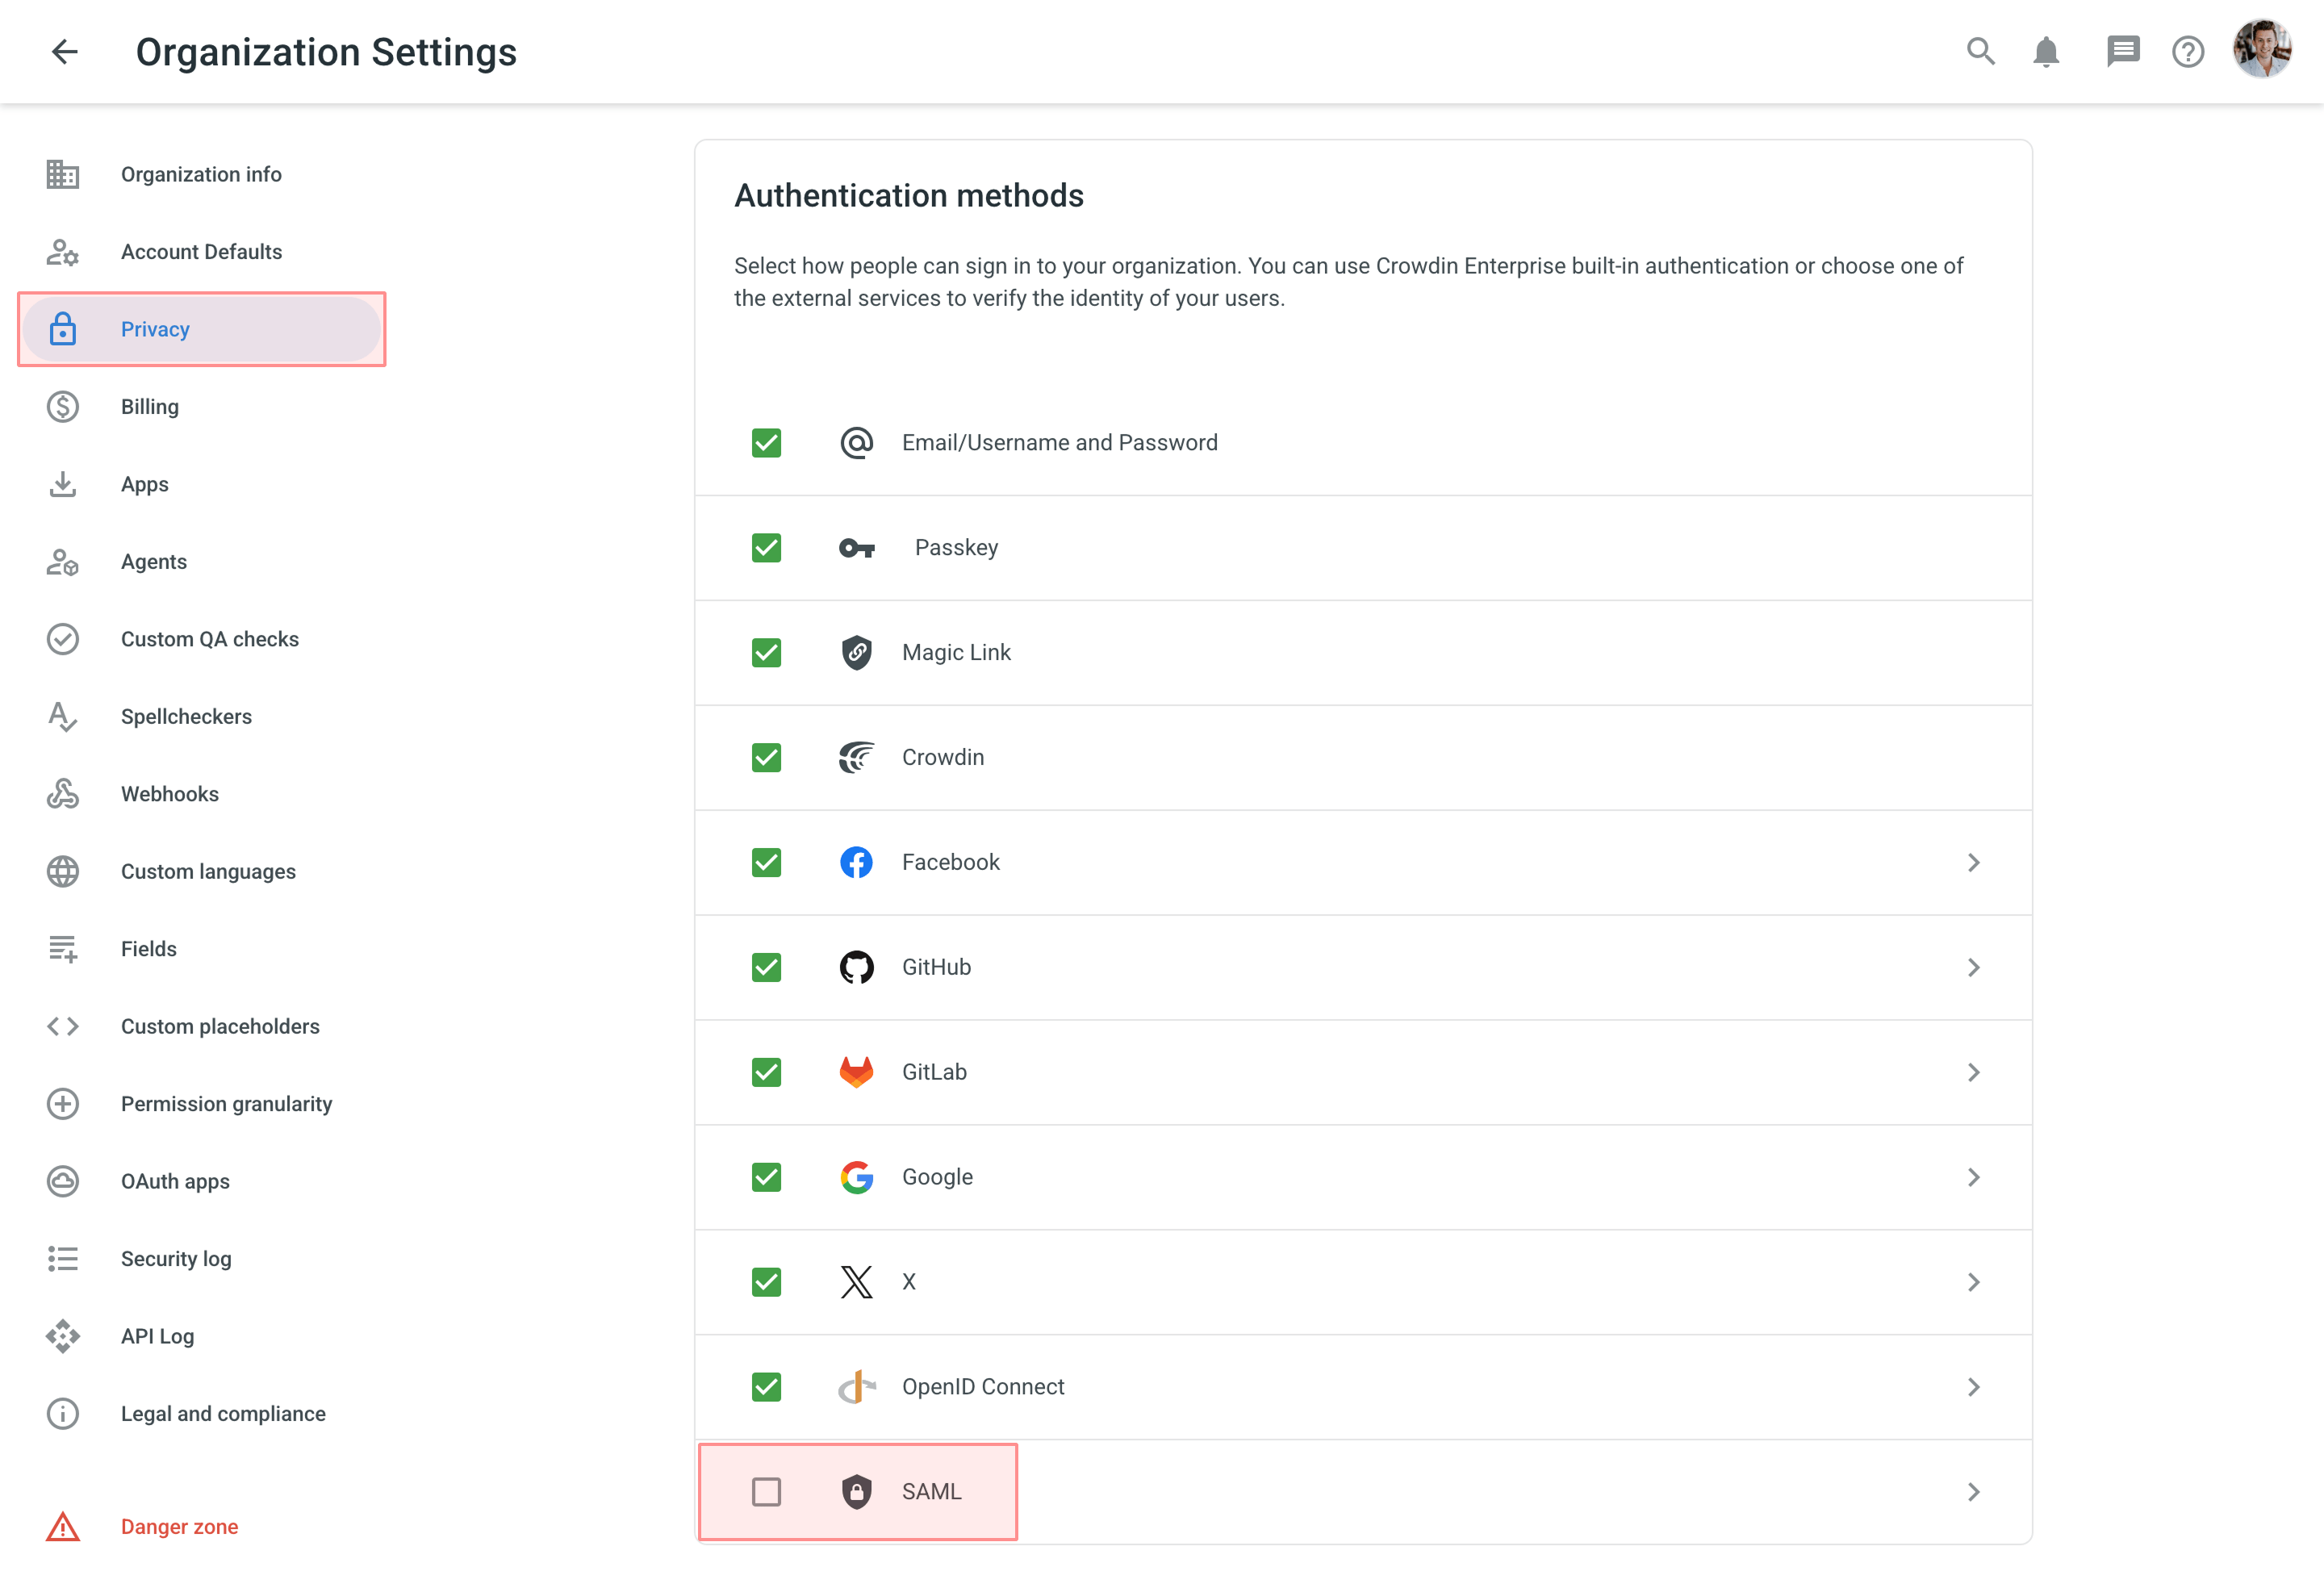 Organization Settings
Organization info
Account Defaults
Privacy
Billing
Apps
Agents
Custom QA checks
Spellcheckers
Webhooks
Custom languages
Fields
Custom placeholders
Permission granularity
OAuth apps
Security log
API Log
Legal and compliance
Danger zone
Authentication methods
Select how people can sign in to your organization. You can use Crowdin Enterprise built-in authentication or choose one of
the external services to verify the identity of your users.
Email/Username and Password
Passkey
Magic Link
Crowdin
Facebook
GitHub
GitLab
Google
X
OpenID Connect
SAML